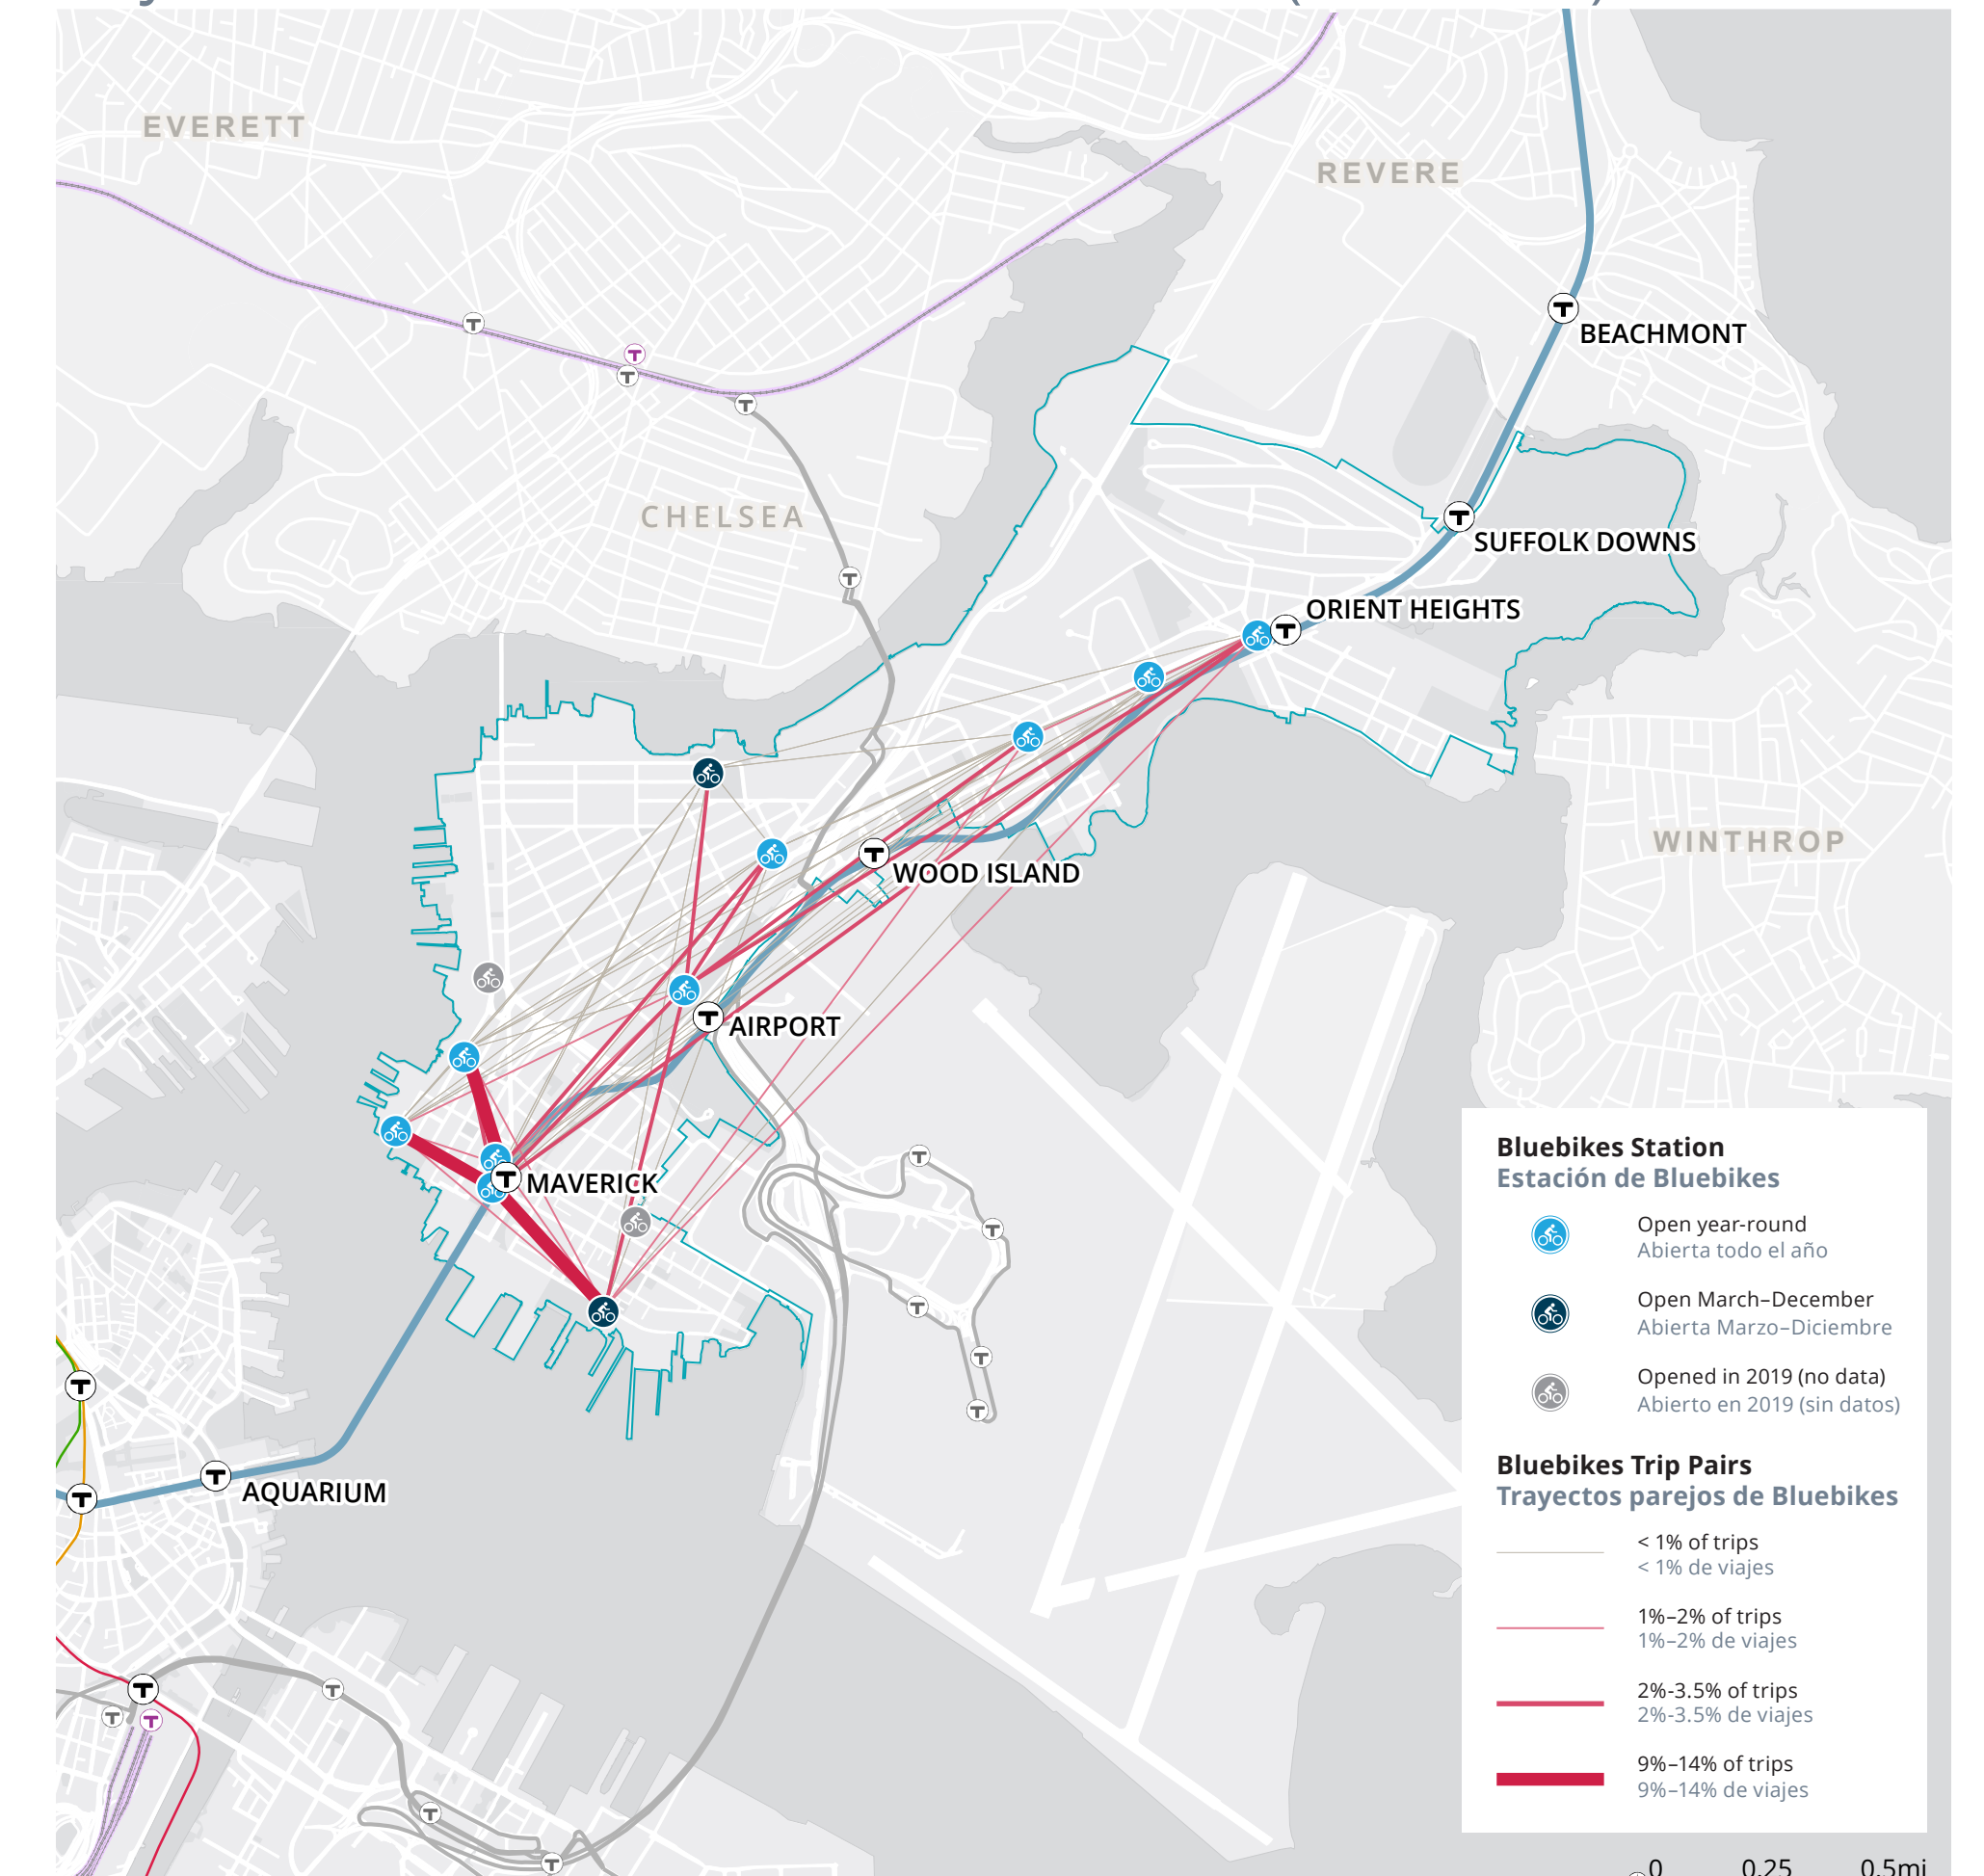 EVERETT
REVERE
BEACHMONT
CHELSEA
SUFFOLK DOWNS
ORIENT HEIGHTS
WINTHROP
WOOD ISLAND
AIRPORT
MAVERICK
AQUARIUM
Bluebikes Station
Estación de Bluebikes
Open year-round
Abierta todo el año
Open March–December
Abierta Marzo–Diciembre
Opened in 2019 (no data)
Abierto en 2019 (sin datos)
Bluebikes Trip Pairs
Trayectos parejos de Bluebikes
< 1% of trips
< 1% de viajes
1%–2% of trips
1%–2% de viajes
2%-3.5% of trips
2%-3.5% de viajes
9%–14% of trips
9%–14% de viajes
0 0.25 0.5mi